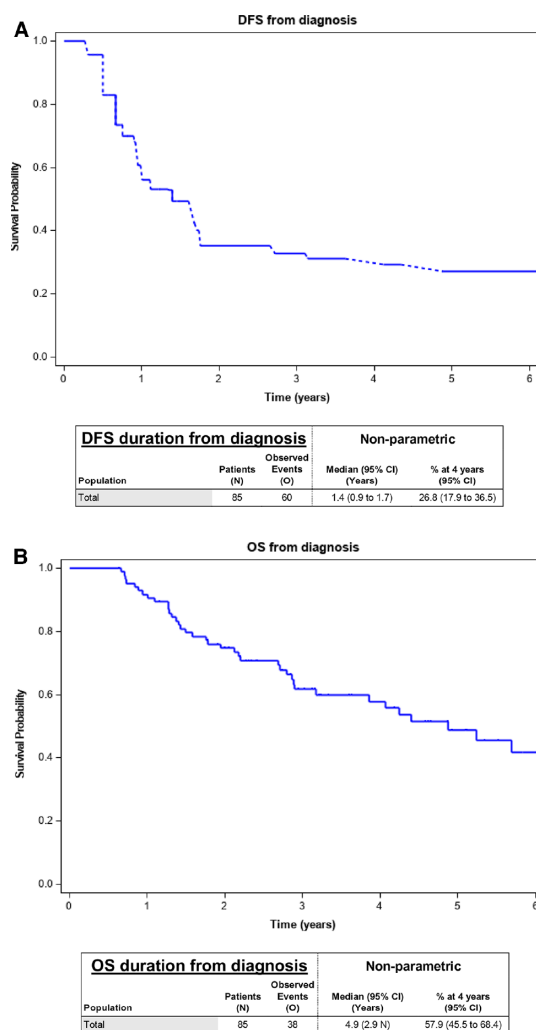 A
DFS from diagnosis
1.0
0.8
0.6
0.4
0.2
0.0
Survival Probability
0 1 2 3 4 5 6
Time (years)
DFS duration from diagnosis Non-parametric
Population Patients (N) Observed Events (O) Median (95% CI) (Years) % at 4 years (95% CI)
Total 85 60 1.4 (0.9 to 1.7) 26.8 (17.9 to 36.5)
B
OS from diagnosis
1.0
0.8
0.6
0.4
0.2
0.0
Survival Probability
0 1 2 3 4 5 6
Time (years)
OS duration from diagnosis Non-parametric
Population Patients (N) Observed Events (O) Median (95% CI) (Years) % at 4 years (95% CI)
Total 85 38 4.9 (2.9 N) 57.9 (45.5 to 68.4)